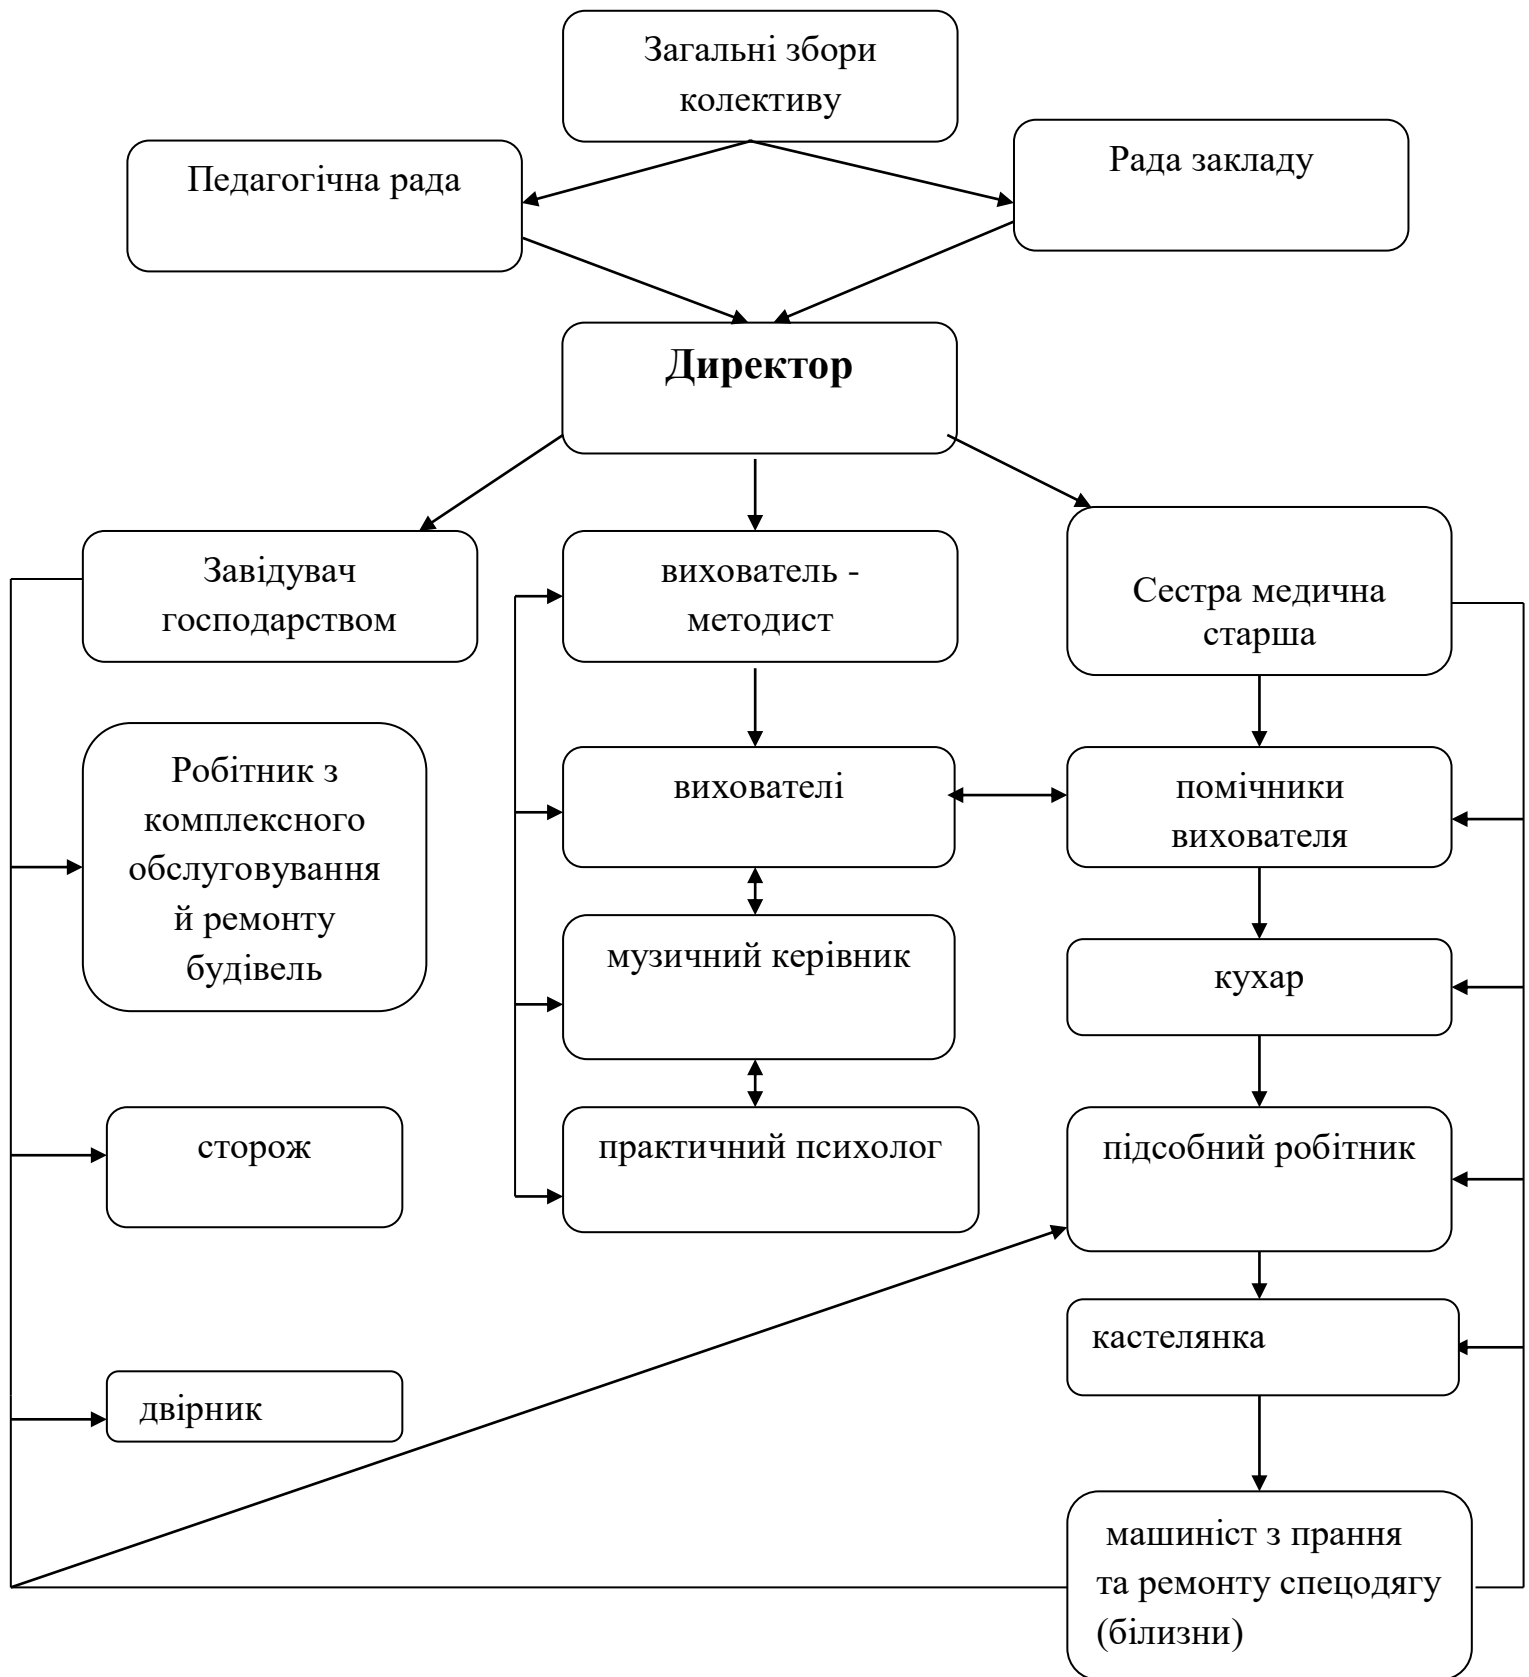 Загальні збори
колективу
Педагогічна рада
Рада закладу
Директор
Завідувач
господарством
вихователь -
методист
Сестра медична
старша
Робітник з
комплексного
обслуговування
й ремонту
будівель
вихователі
помічники
вихователя
музичний керівник
кухар
сторож
практичний психолог
підсобний робітник
кастелянка
двірник
машиніст з прання
та ремонту спецодягу
(білизни)